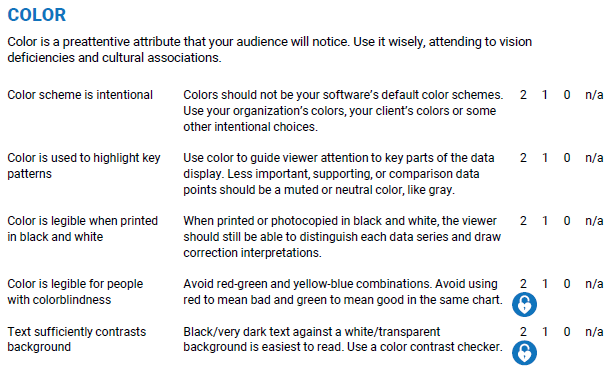 COLOR
Color is a preattentive attribute that your audience will notice. Use it wisely, attending to vision
deficiencies and cultural associations.
Color scheme is intentional Colors should not be your software's default color schemes. 2 1 0 n/a
Use your organization's colors, your client's colors or some
other intentional choices.
Color is used to highlight key Use color to guide viewer attention to key parts of the data 2 1 0 n/a
patterns display. Less important, supporting, or comparison data
points should be a muted or neutral color, like gray.
Color is legible when printed When printed or photocopied in black and white, the viewer 2 1 0 n/a
in black and white should still be able to distinguish each data series and draw
correction interpretations.
Color is legible for people Avoid red-green and yellow-blue combinations. Avoid using 2 1 0 n/a
with colorblindness red to mean bad and green to mean good in the same chart.
Text sufficiently contrasts Black/very dark text against a white/transparent 2 1 0 n/a
background background is easiest to read. Use a color contrast checker.